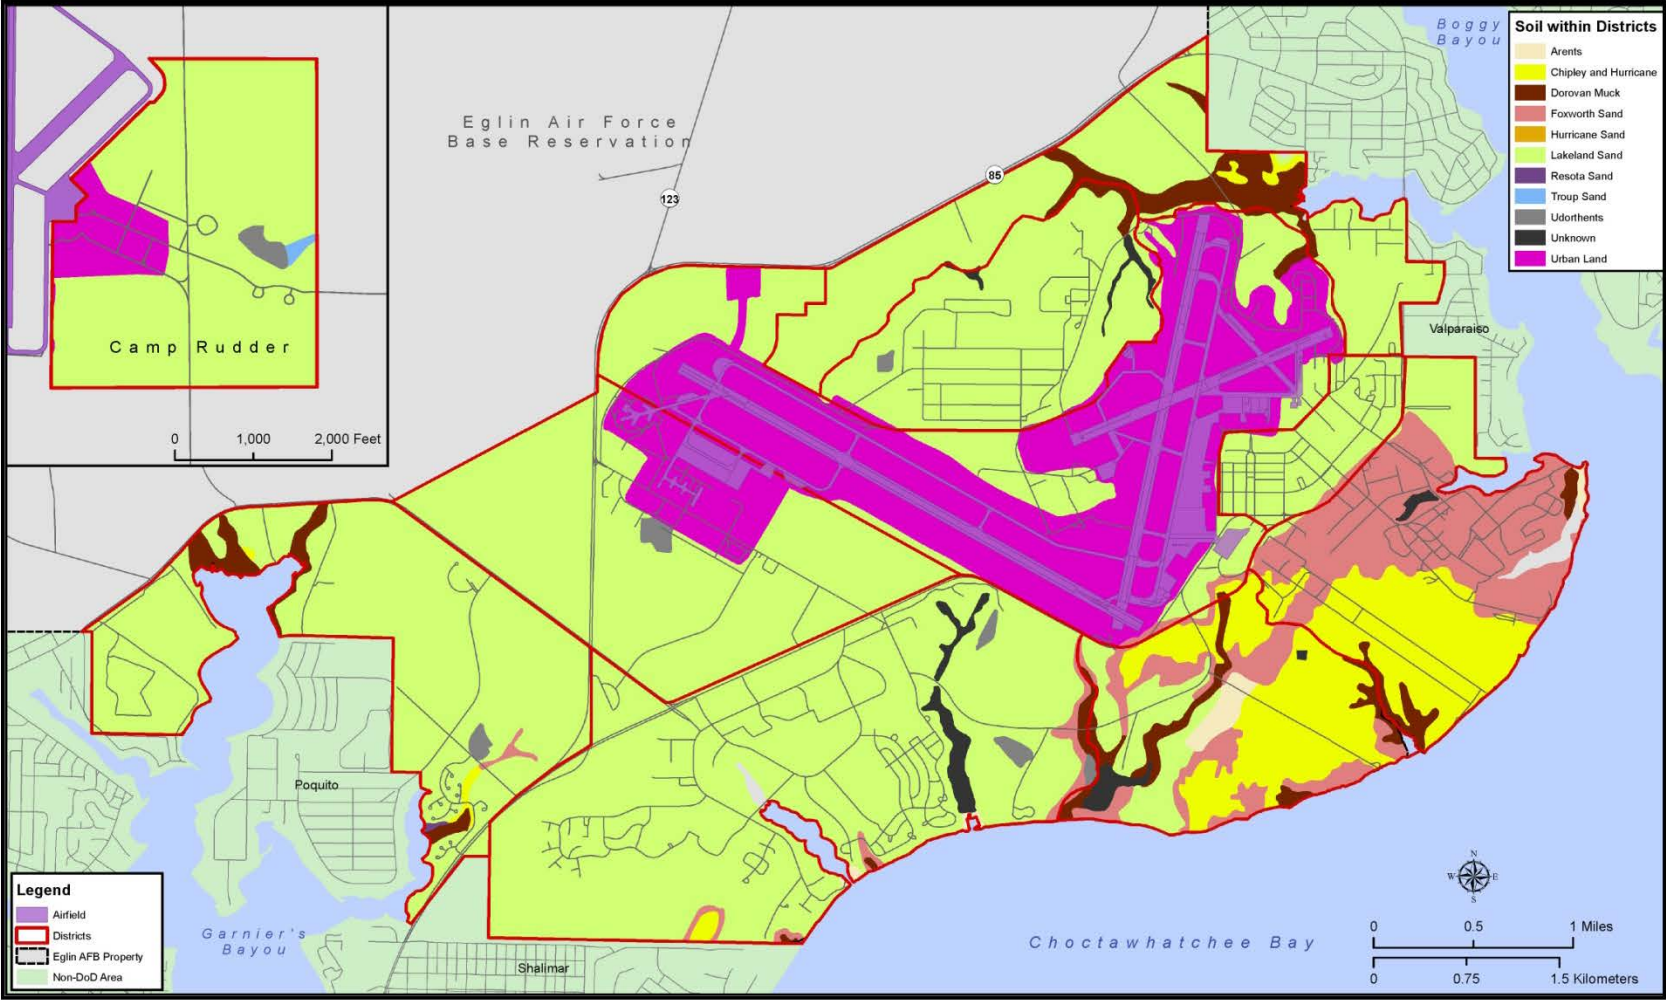 Boggy
Bayou
Soil within Districts
Arents
Chipley and Hurricane
Dorovan Muck
Foxworth Sand
Hurricane Sand
Lakeland Sand
Resota Sand
Troup Sand
Udorthents
Unknown
Urban Land
Eglin Air Force
Base Reservation
85
123
Camp Rudder
0 1,000 2,000 Feet
Valparaiso
Poquito
Legend
Airfield
Districts
Eglin AFB Property
Non-DoD Area
Garnier's
Bayou
Shalimar
Choctawhatchee Bay
N
W E
S
0 0.5 1 Miles
0 0.75 1.5 Kilometers